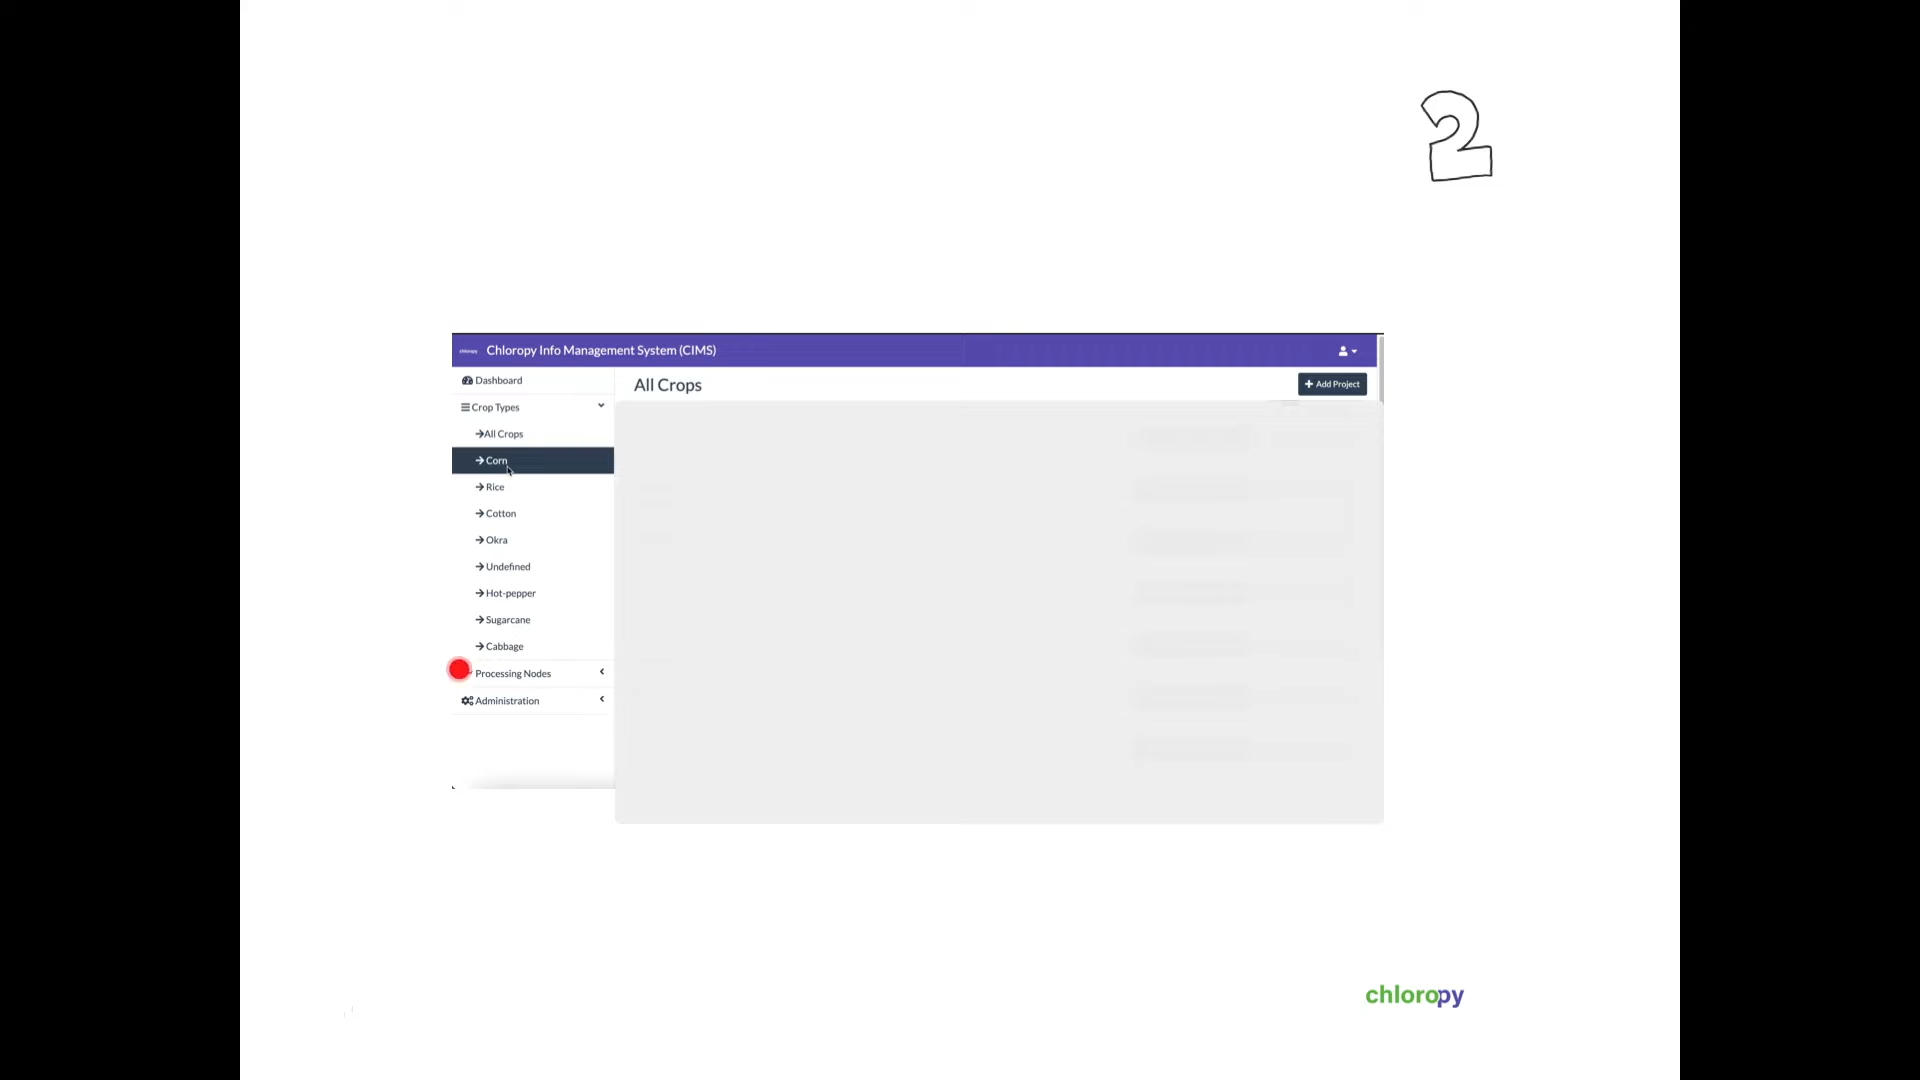 2
Chloropy Info Management System (CIMS)
Dashboard
All Crops
Add Project
Crop Types
All Crops
Corn
Rice
Cotton
Okra
Undefined
Hot-pepper
Sugarcane
Cabbage
Processing Nodes
Administration
chloropy